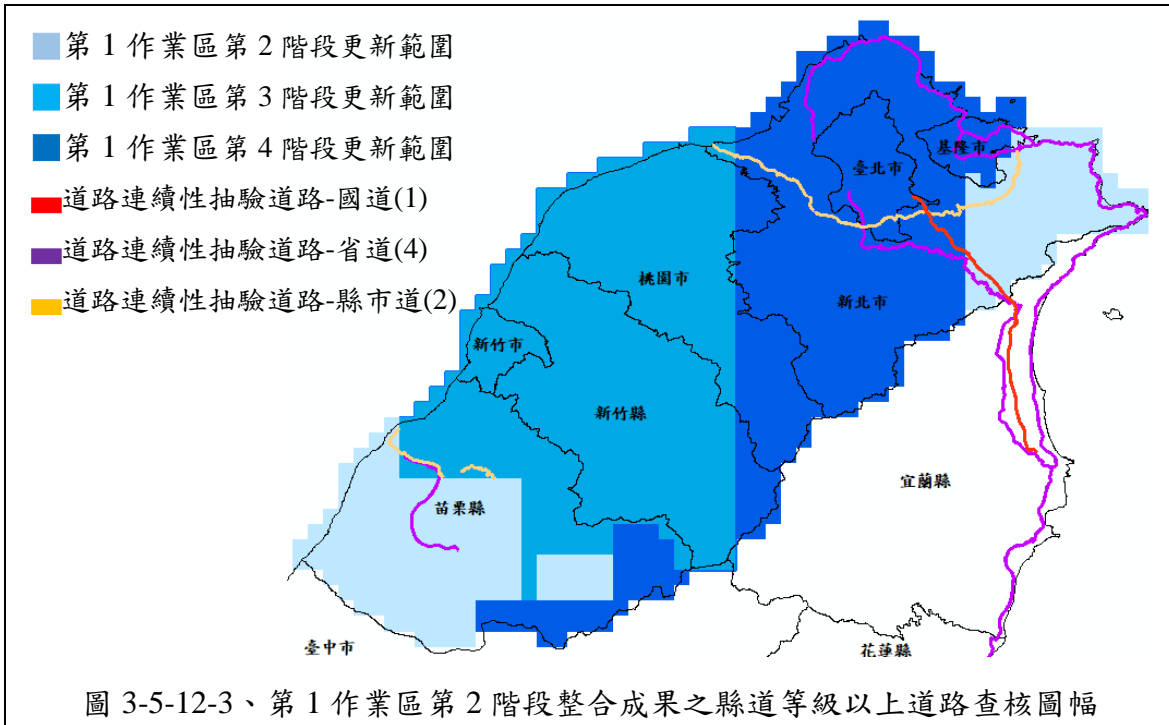 第 1 作業區第 2 階段更新範圍
第 1 作業區第 3 階段更新範圍
第 1 作業區第 4 階段更新範圍
道路連續性抽驗道路-國道(1)
道路連續性抽驗道路-省道(4)
道路連續性抽驗道路-縣市道(2)
基隆市
臺北市
桃園市
新北市
新竹市
新竹縣
宜蘭縣
苗栗縣
臺中市
花蓮縣
圖 3-5-12-3、第 1 作業區第 2 階段整合成果之縣道等級以上道路查核圖幅